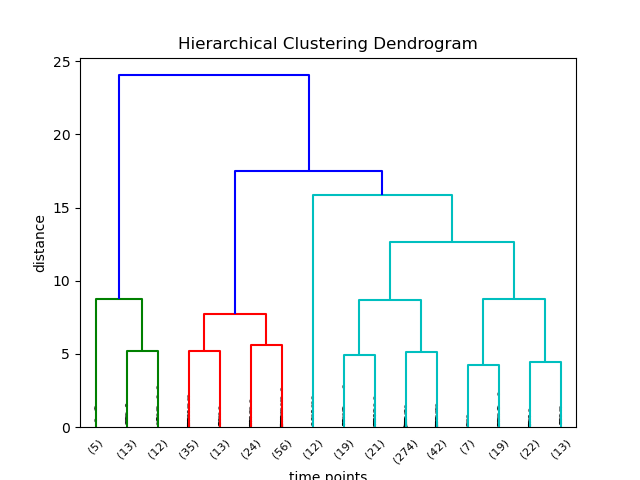 Hierarchical Clustering Dendrogram
25
20
15
10
5
0
distance
(5) (13) (12) (35) (13) (24) (56) (12) (19) (21) (274) (42) (7) (19) (22) (13)
time points